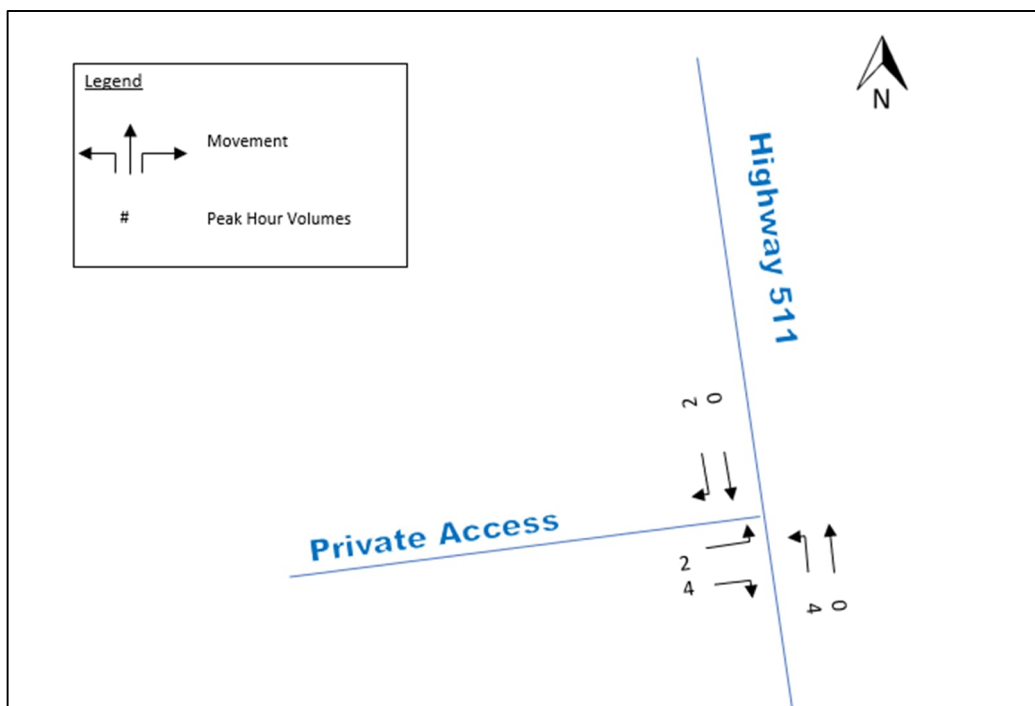 Legend
Movement
#
Peak Hour Volumes
N
Highway 511
2 0
Private Access
2
4
4 0